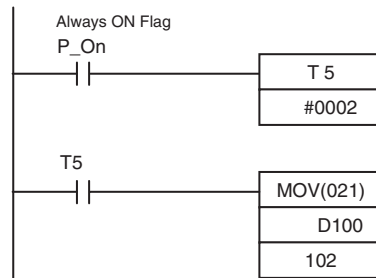 Always ON Flag
P_On
T 5
#0002
T5
MOV(021)
D100
102